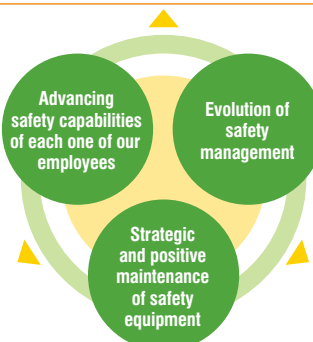 Advancing
safety capabilities
of each one of our
employees
Evolution of
safety
management
Strategic
and positive
maintenance
of safety
equipment